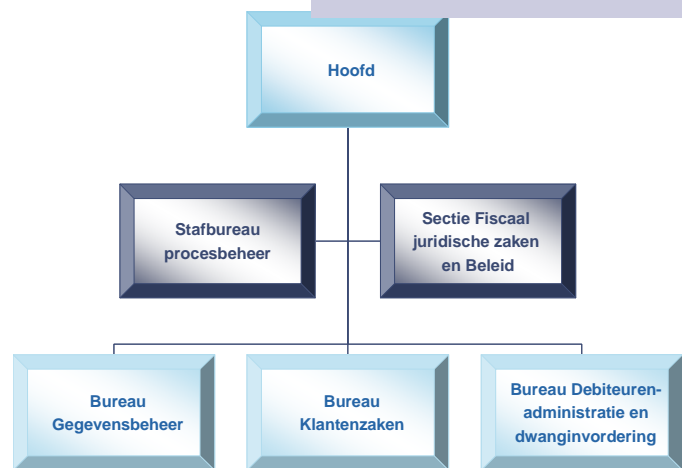 Hoofd
Stafbureau
procesbeheer
Sectie Fiscaal
juridische zaken
en Beleid
Bureau
Gegevensbeheer
Bureau
Klantenzaken
Bureau Debiteuren-
administratie en
dwanginvordering